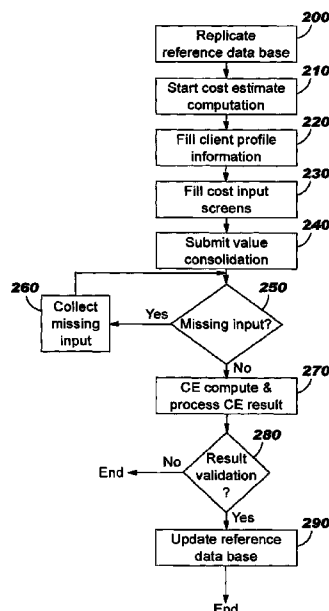 200
Replicate
reference data base
210
Start cost estimate
computation
220
Fill client profile
information
230
Fill cost input
screens
240
Submit value
consolidation
260
Collect
missing
input
Yes
250
Missing input?
No
270
CE compute &
process CE result
280
Result
validation
?
No
End
Yes
290
Update reference
data base
End